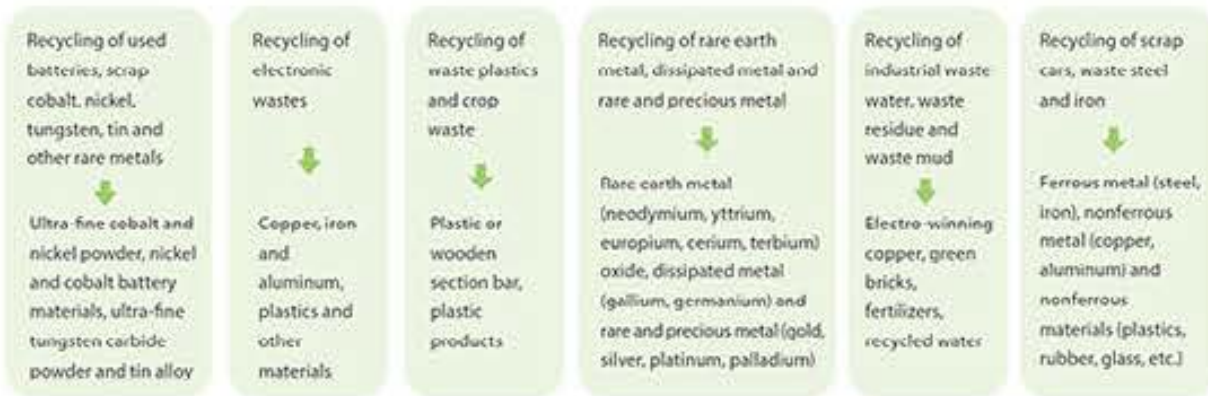 Recycling of used
batteries, scrap
cobalt. nickel.
tungsten, tin and
other rare metals
Ultra-fine cobalt and
nickel powder, nickel
and cobalt battery
materials, ultra-fine
tungsten carbide
powder and tin alloy
Recycling of
electronic
wastes
Copper, iron
and
aluminum,
plastics and
other
materials
Recycling of
waste plastics
and crop
waste
Plastic or
wooden
section bar,
plastic
products
Recycling of rare earth
metal, dissipated metal and
rare and precious metal
Rare earth metal
(neodymium, yttrium,
europium, cerium, terbium)
oxide, dissipated metal
(gallium, germanium) and
rare and precious metal (gold,
silver, platinum, palladium)
Recycling of
industrial waste
water, waste
residue and
waste mud
Electro-winning
copper, green
bricks,
fertilizers,
recycled water
Recycling of scrap
cars, waste steel
and iron
Ferrous metal (steel,
iron), nonferrous
metal (copper,
aluminum) and
nonferrous
materials (plastics,
rubber, glass, etc.)